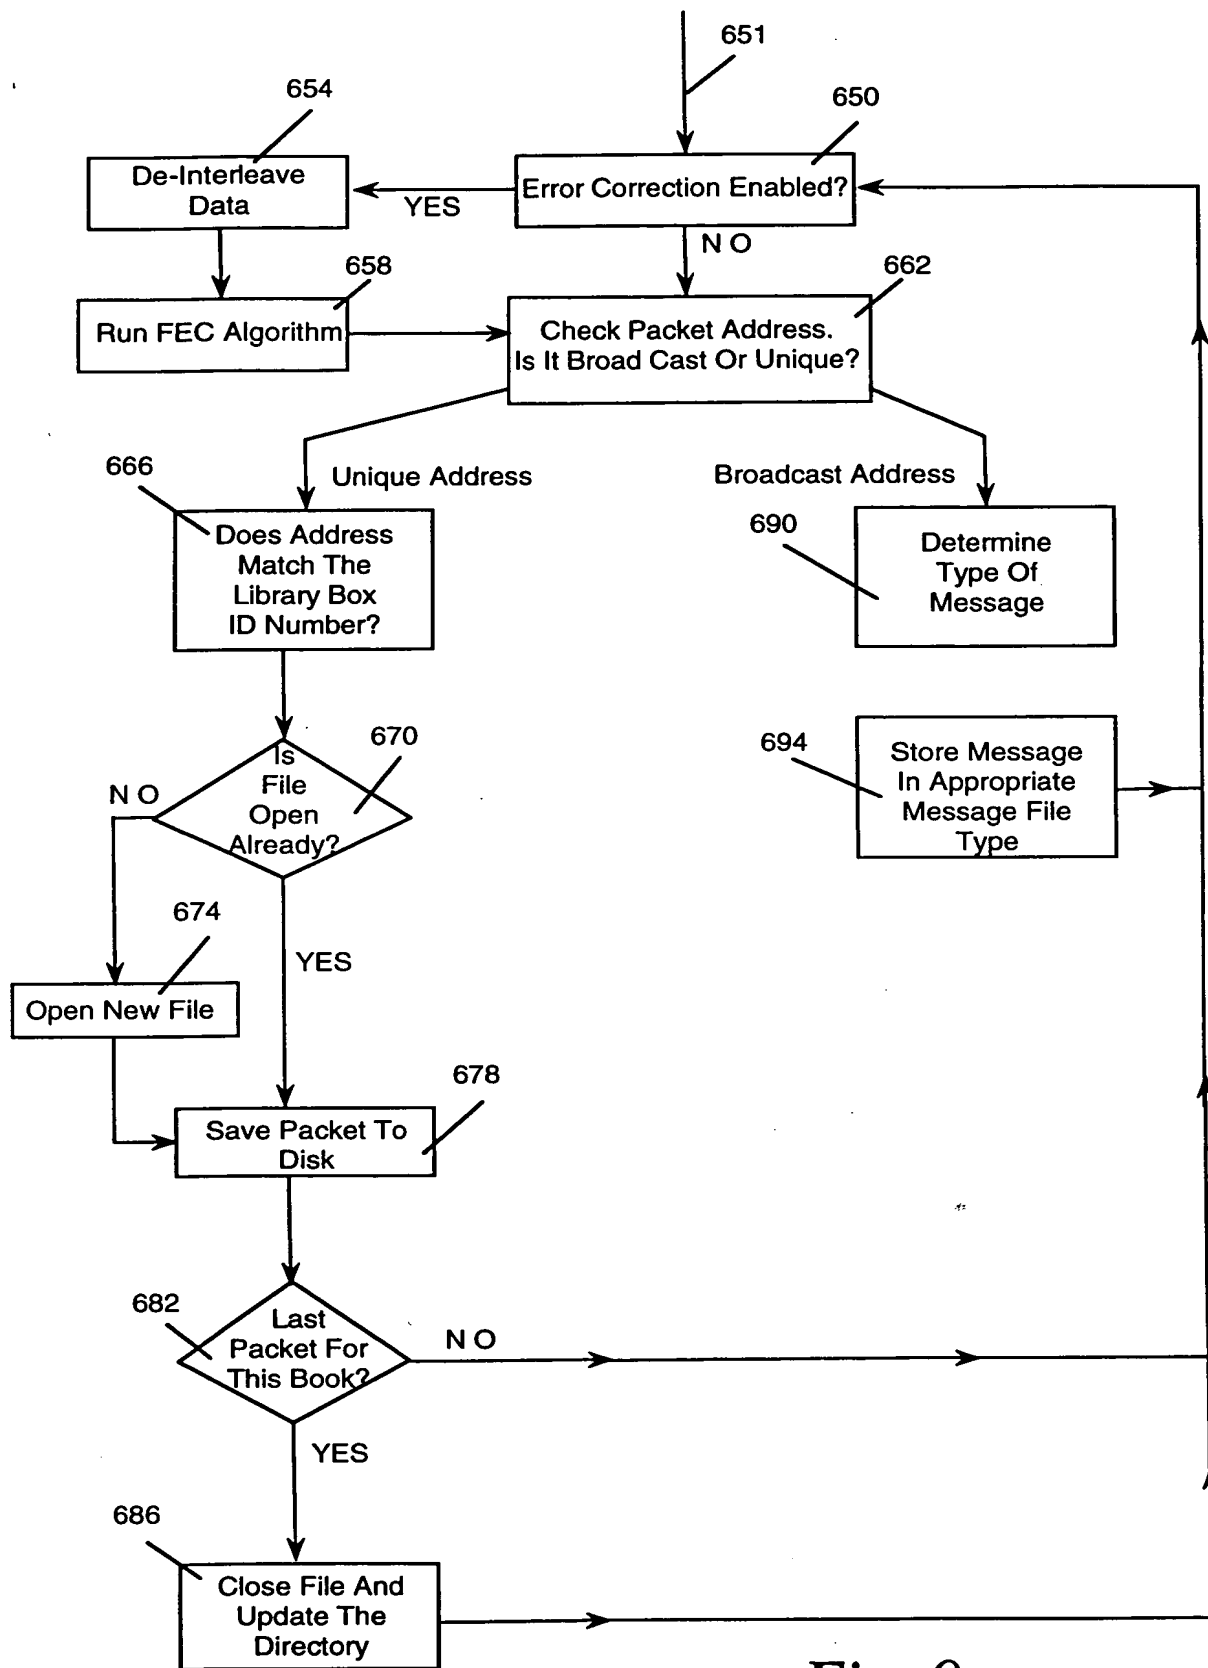 651
654
650
De-Interleave
Data
Error Correction Enabled?
YES
N O
658
662
Run FEC Algorithm
Check Packet Address.
Is It Broad Cast Or Unique?
666
Unique Address
Broadcast Address
Does Address
Match The
Library Box
ID Number?
690
Determine
Type Of
Message
670
Is
File
Open
Already?
N O
694
Store Message
In Appropriate
Message File
Type
674
YES
Open New File
678
Save Packet To
Disk
682
Last
Packet For
This Book?
N O
YES
686
Close File And
Update The
Directory